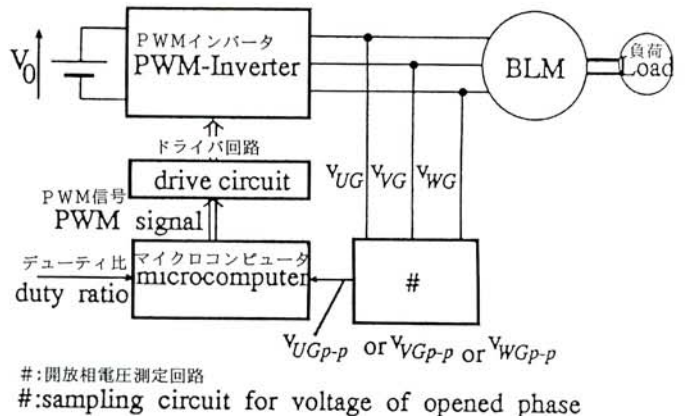 PWMインバータ
PWM-Inverter
V0
BLM
負荷
Load
ドライバ回路
drive circuit
vUG
vVG
vWG
PWM信号
PWM signal
デューティ比
duty ratio
マイクロコンピュータ
microcomputer
#
vUGp-p or vVGp-p or vWGp-p
#:開放相電圧測定回路
#:sampling circuit for voltage of opened phase